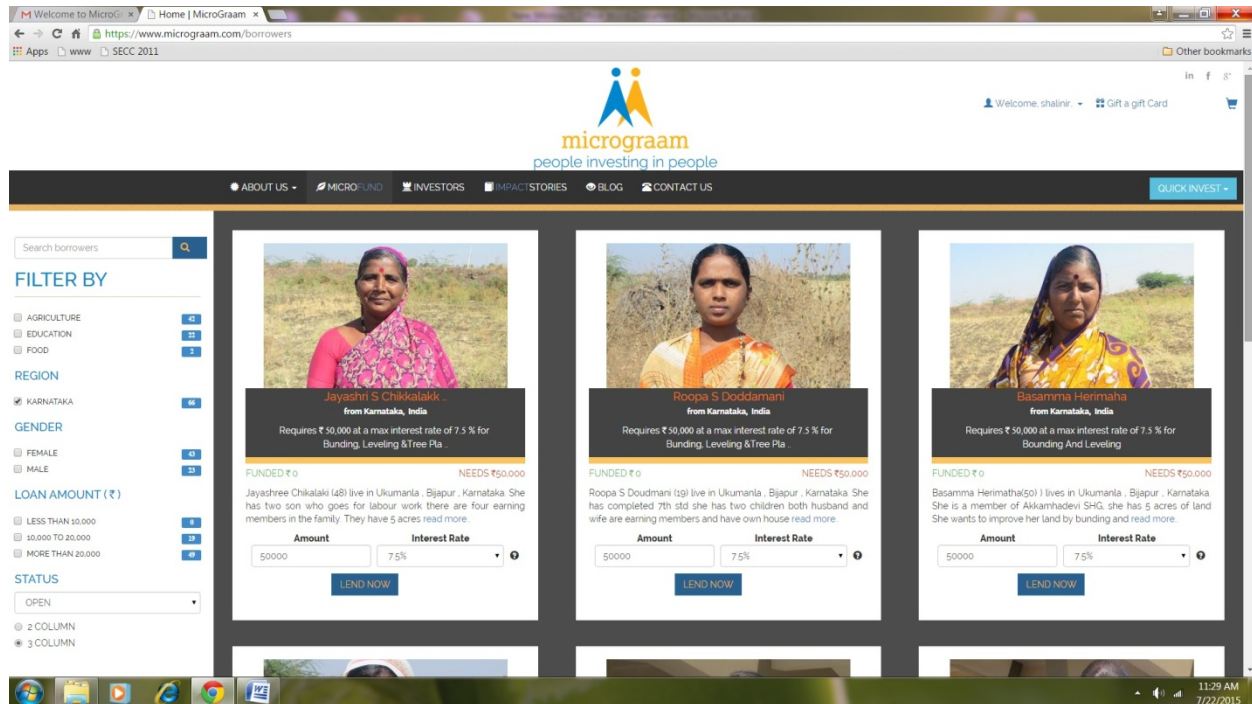 Welcome to MicroGr
Home | MicroGraam
https://www.micrograam.com/borrowers
Apps www SECC 2011 Other bookmarks
in f g+
Welcome, shalinir, Gift a gift Card
micrograam
people investing in people
ABOUT US MICROFUND INVESTORS IMPACTSTORIES BLOG CONTACT US QUICK INVEST
Search borrowers
FILTER BY
AGRICULTURE 42
EDUCATION 22
FOOD 2
REGION
KARNATAKA 66
GENDER
FEMALE 43
MALE 23
LOAN AMOUNT (₹)
LESS THAN 10,000
10,000 TO 20,000 19
MORE THAN 20,000 49
STATUS
OPEN
2 COLUMN
3 COLUMN
Jayashri S Chikkalakk ..
from Karnataka, India
Requires ₹ 50,000 at a max interest rate of 7.5 % for
Bunding, Leveling &Tree Pla ..
FUNDED ₹0 NEEDS ₹50,000
Jayashree Chikalaki (48) live in Ukumanla , Bijapur , Karnataka. She
has two son who goes for labour work there are four earning
members in the family. They have 5 acres read more..
Amount Interest Rate
50000 7.5%
LEND NOW
Roopa S Doddamani
from Karnataka, India
Requires ₹ 50,000 at a max interest rate of 7.5 % for
Bunding, Leveling &Tree Pla ..
FUNDED ₹0 NEEDS ₹50,000
Roopa S Doudmani (19) live in Ukumanla , Bijapur , Karnataka. She
has completed 7th std she has two children both husband and
wife are earning members and have own house read more..
Amount Interest Rate
50000 7.5%
LEND NOW
Basamma Herimaha
from Karnataka, India
Requires ₹ 50,000 at a max interest rate of 7.5 % for
Bounding And Leveling
FUNDED ₹0 NEEDS ₹50,000
Basamma Herimatha(50) ) lives in Ukumanla , Bijapur , Karnataka.
She is a member of Akkamhadevi SHG, she has 5 acres of land
She wants to improve her land by bunding and read more..
Amount Interest Rate
50000 7.5%
LEND NOW
11:29 AM
7/22/2015